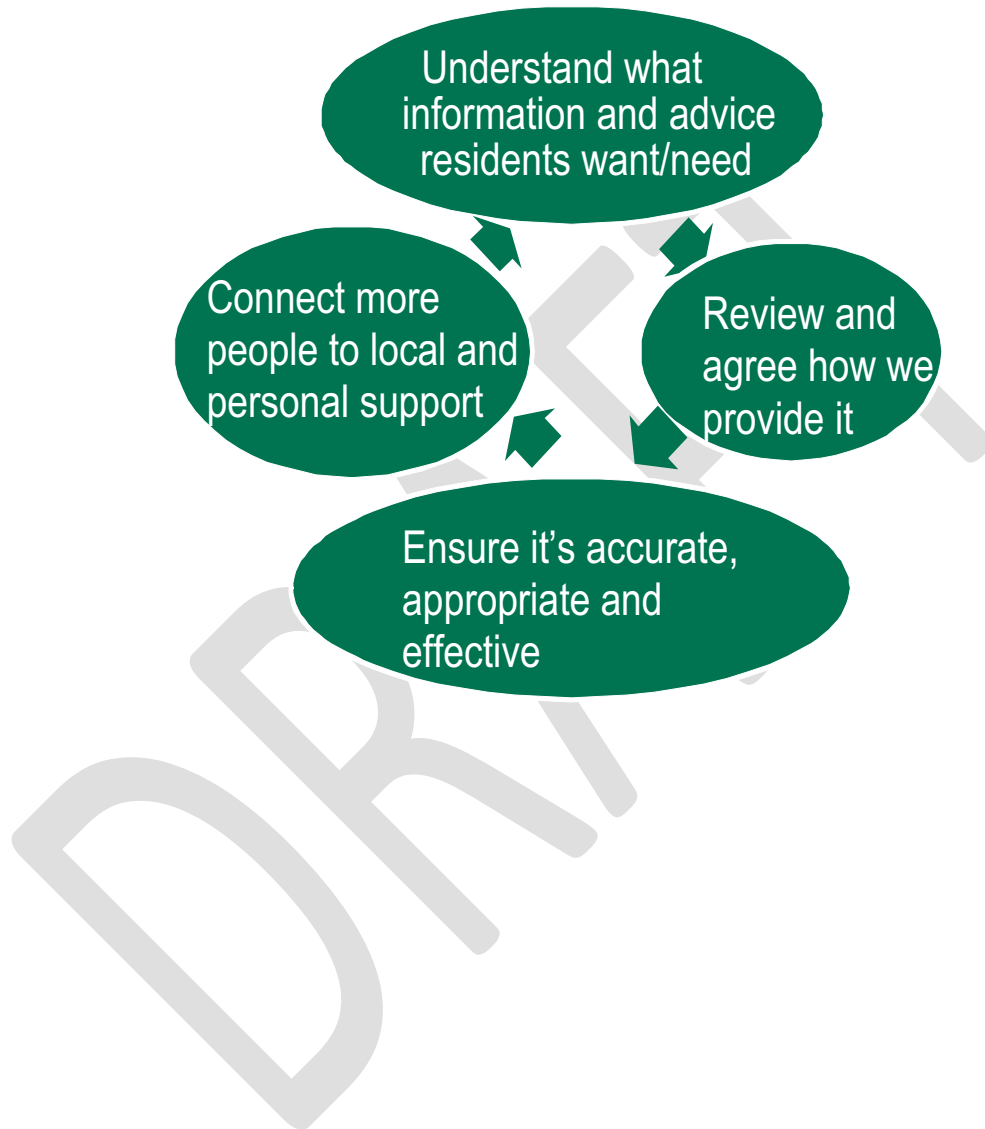 Understand what
information and advice
residents want/need
Connect more
people to local and
personal support
Review and
agree how we
provide it
Ensure it’s accurate,
appropriate and
effective
DRAFT